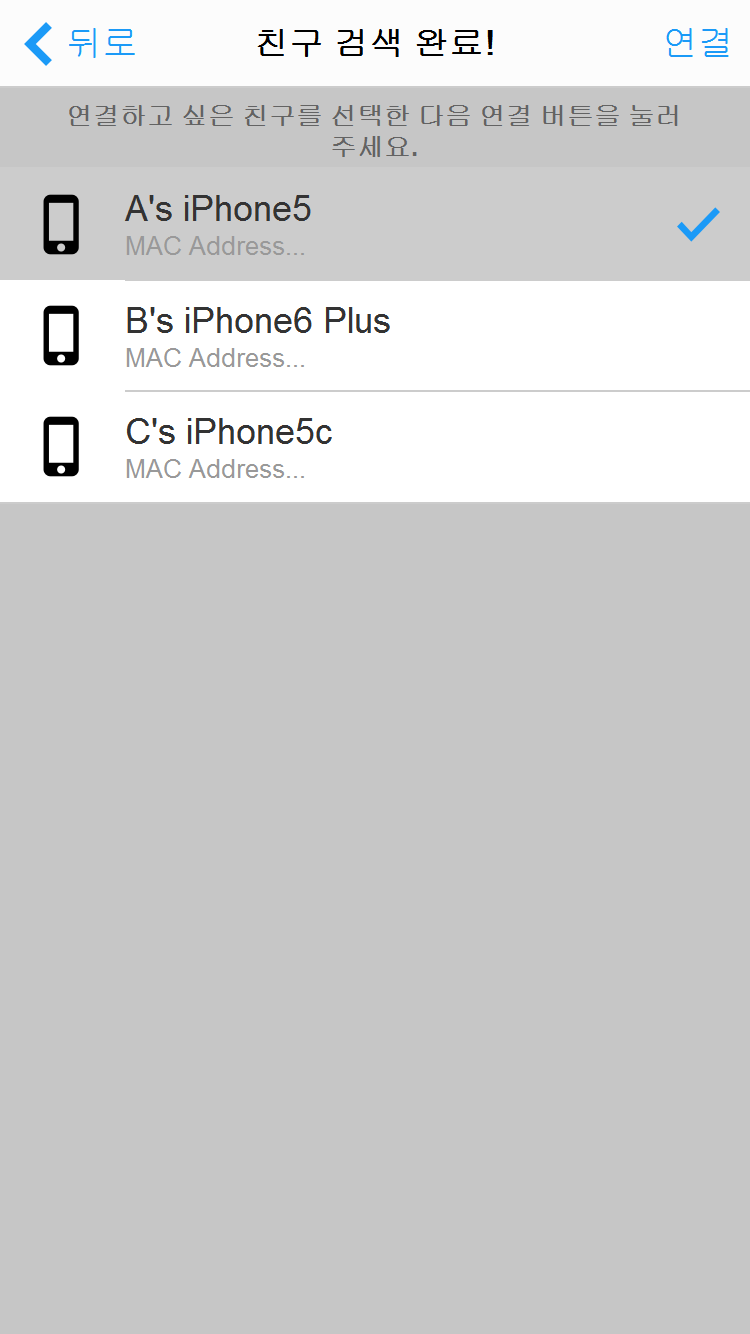 뒤로 친구 검색 완료! 연결
연결하고 싶은 친구를 선택한 다음 연결 버튼을 눌러
주세요.
A's iPhone5
MAC Address...
B's iPhone6 Plus
MAC Address...
C's iPhone5c
MAC Address...